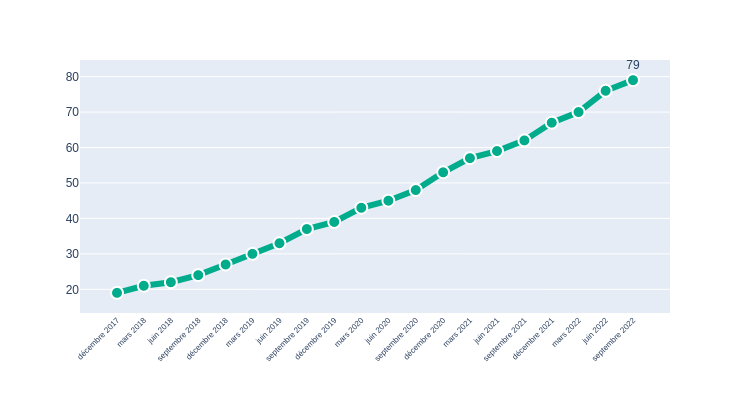 79
80
70
60
50
40
30
20
décembre 2017
mars 2018
juin 2018
septembre 2018
décembre 2018
mars 2019
juin 2019
septembre 2019
décembre 2019
mars 2020
juin 2020
septembre 2020
décembre 2020
mars 2021
juin 2021
septembre 2021
décembre 2021
mars 2022
juin 2022
septembre 2022